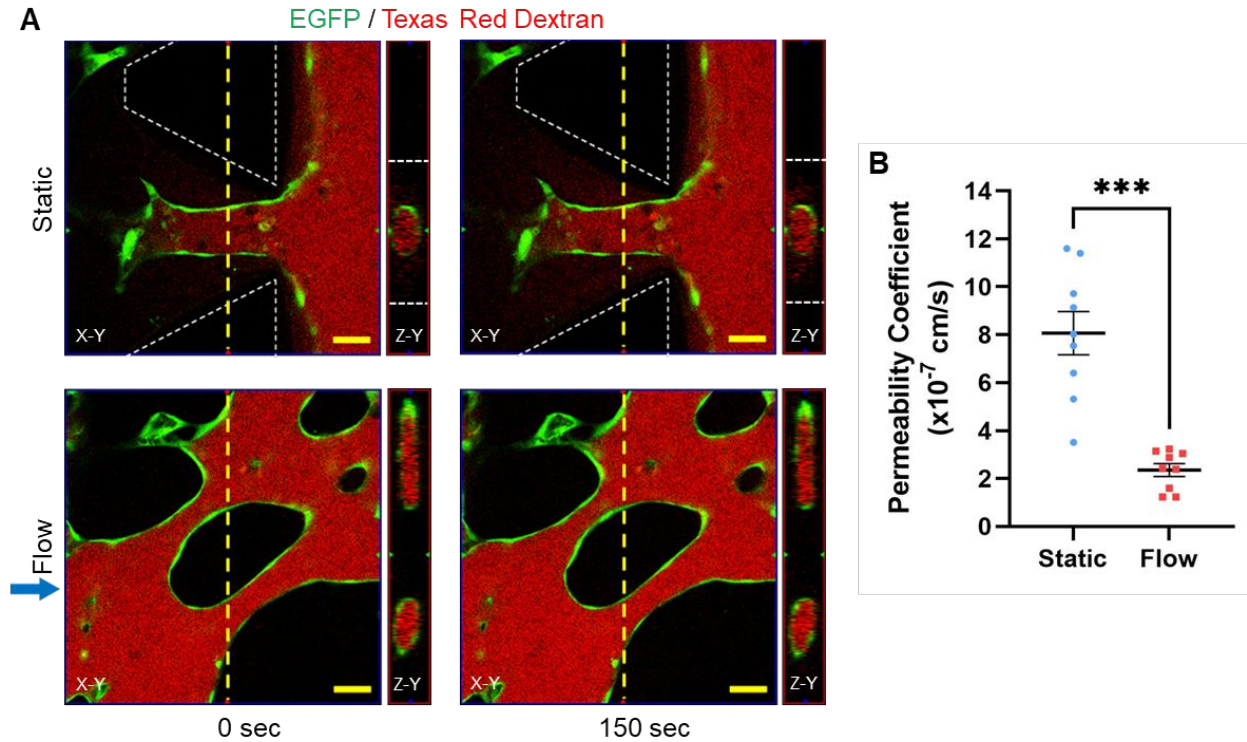 A
EGFP / Texas Red Dextran
Static
X-Y
Z-Y
X-Y
Z-Y
Flow
X-Y
Z-Y
X-Y
Z-Y
0 sec
150 sec
B
***
Permeability Coefficient
(x10⁻⁷ cm/s)
14
12
10
8
6
4
2
0
Static
Flow